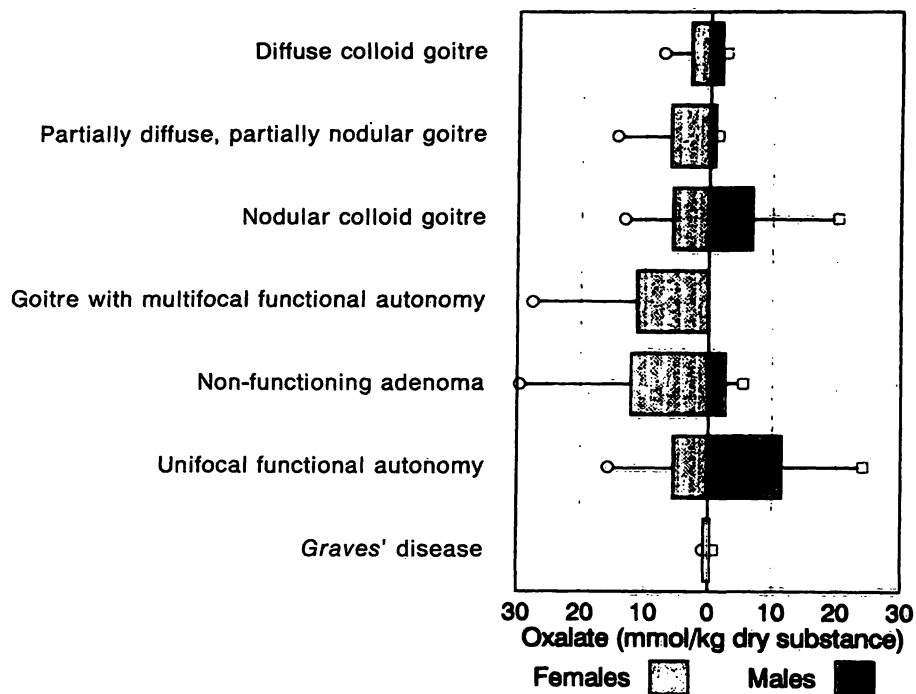 Diffuse colloid goitre
Partially diffuse, partially nodular goitre
Nodular colloid goitre
Goitre with multifocal functional autonomy
Non-functioning adenoma
Unifocal functional autonomy
Graves' disease
30 20 10 0 10 20 30
Oxalate (mmol/kg dry substance)
Females Males